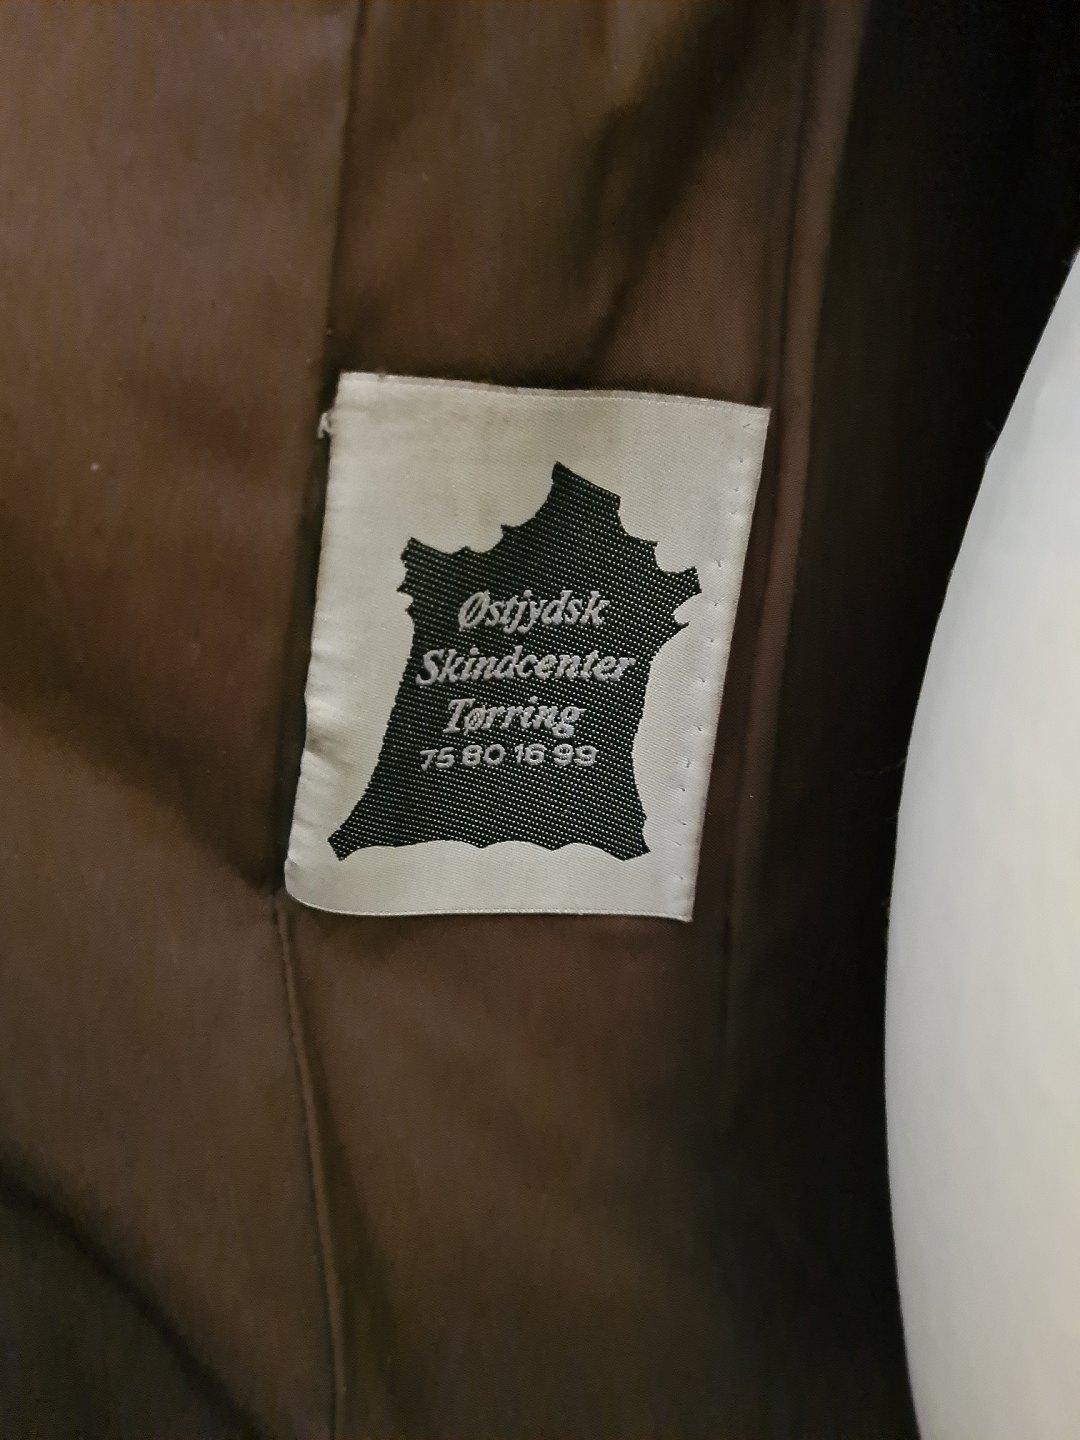 Østjydsk
Skindcenter
Tørring
75 80 16 99